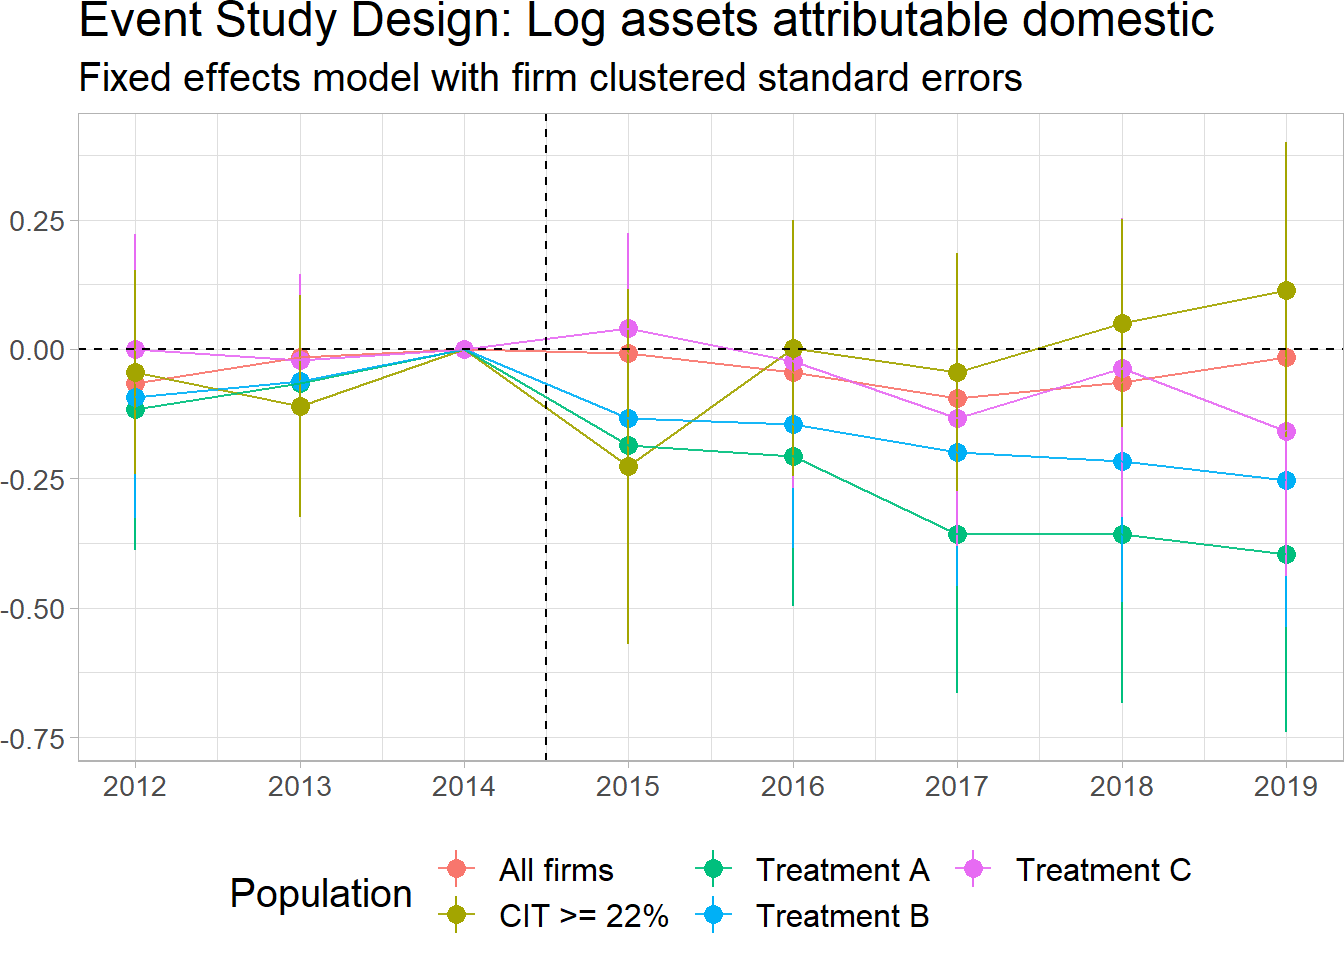 Event Study Design: Log assets attributable domestic
Fixed effects model with firm clustered standard errors
0.25
0.00
-0.25
-0.50
-0.75
2012 2013 2014 2015 2016 2017 2018 2019
Population
All firms Treatment A Treatment C
CIT >= 22% Treatment B